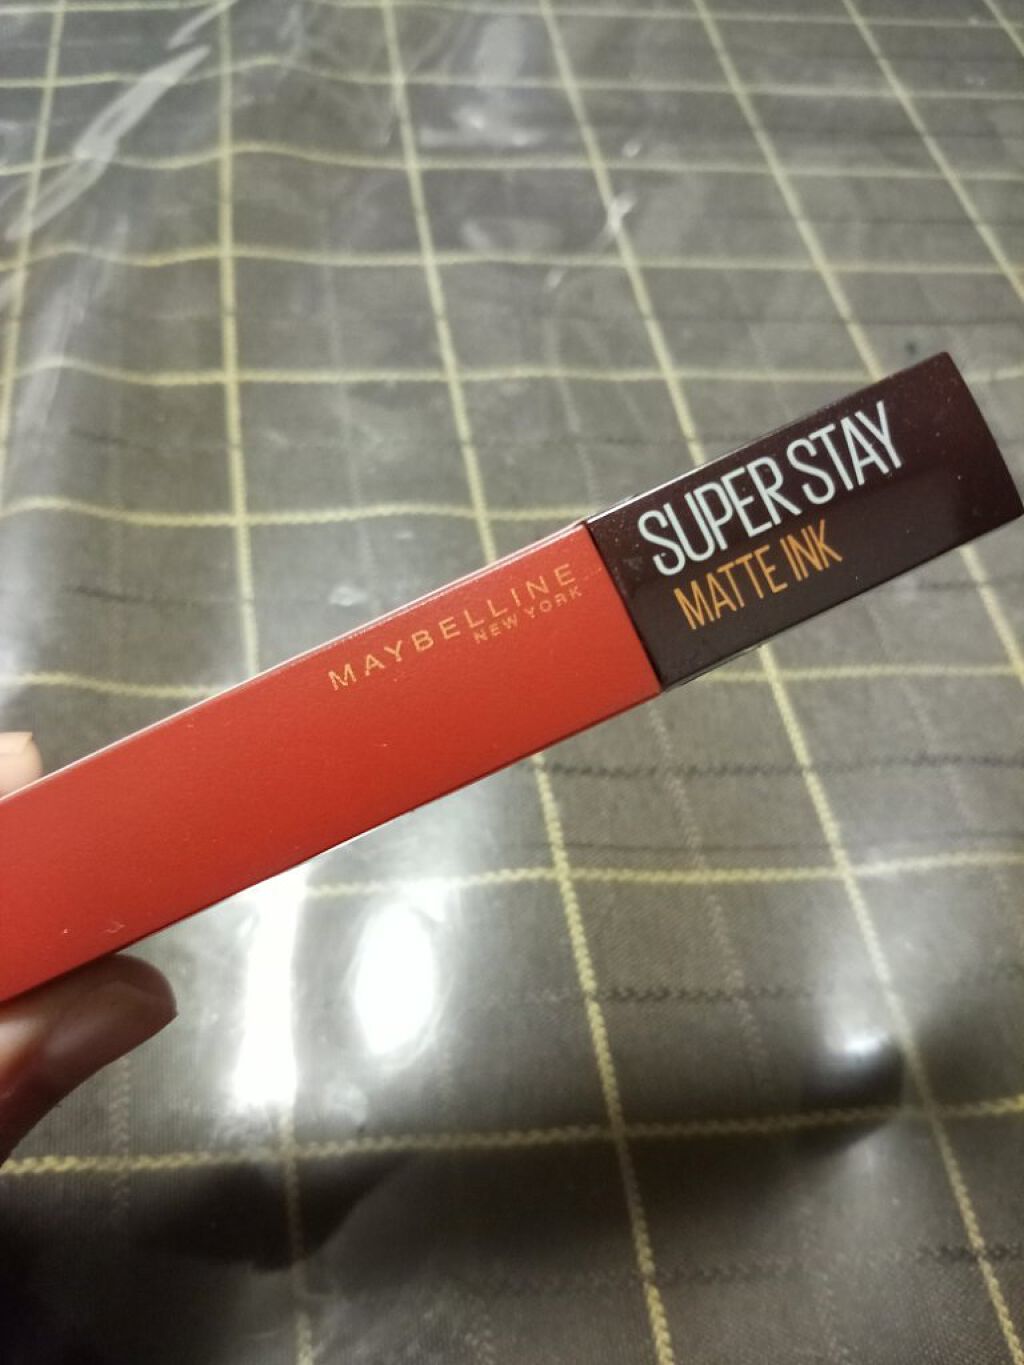 MAYBELLINE
NEW YORK
SUPER STAY
MATTE INK